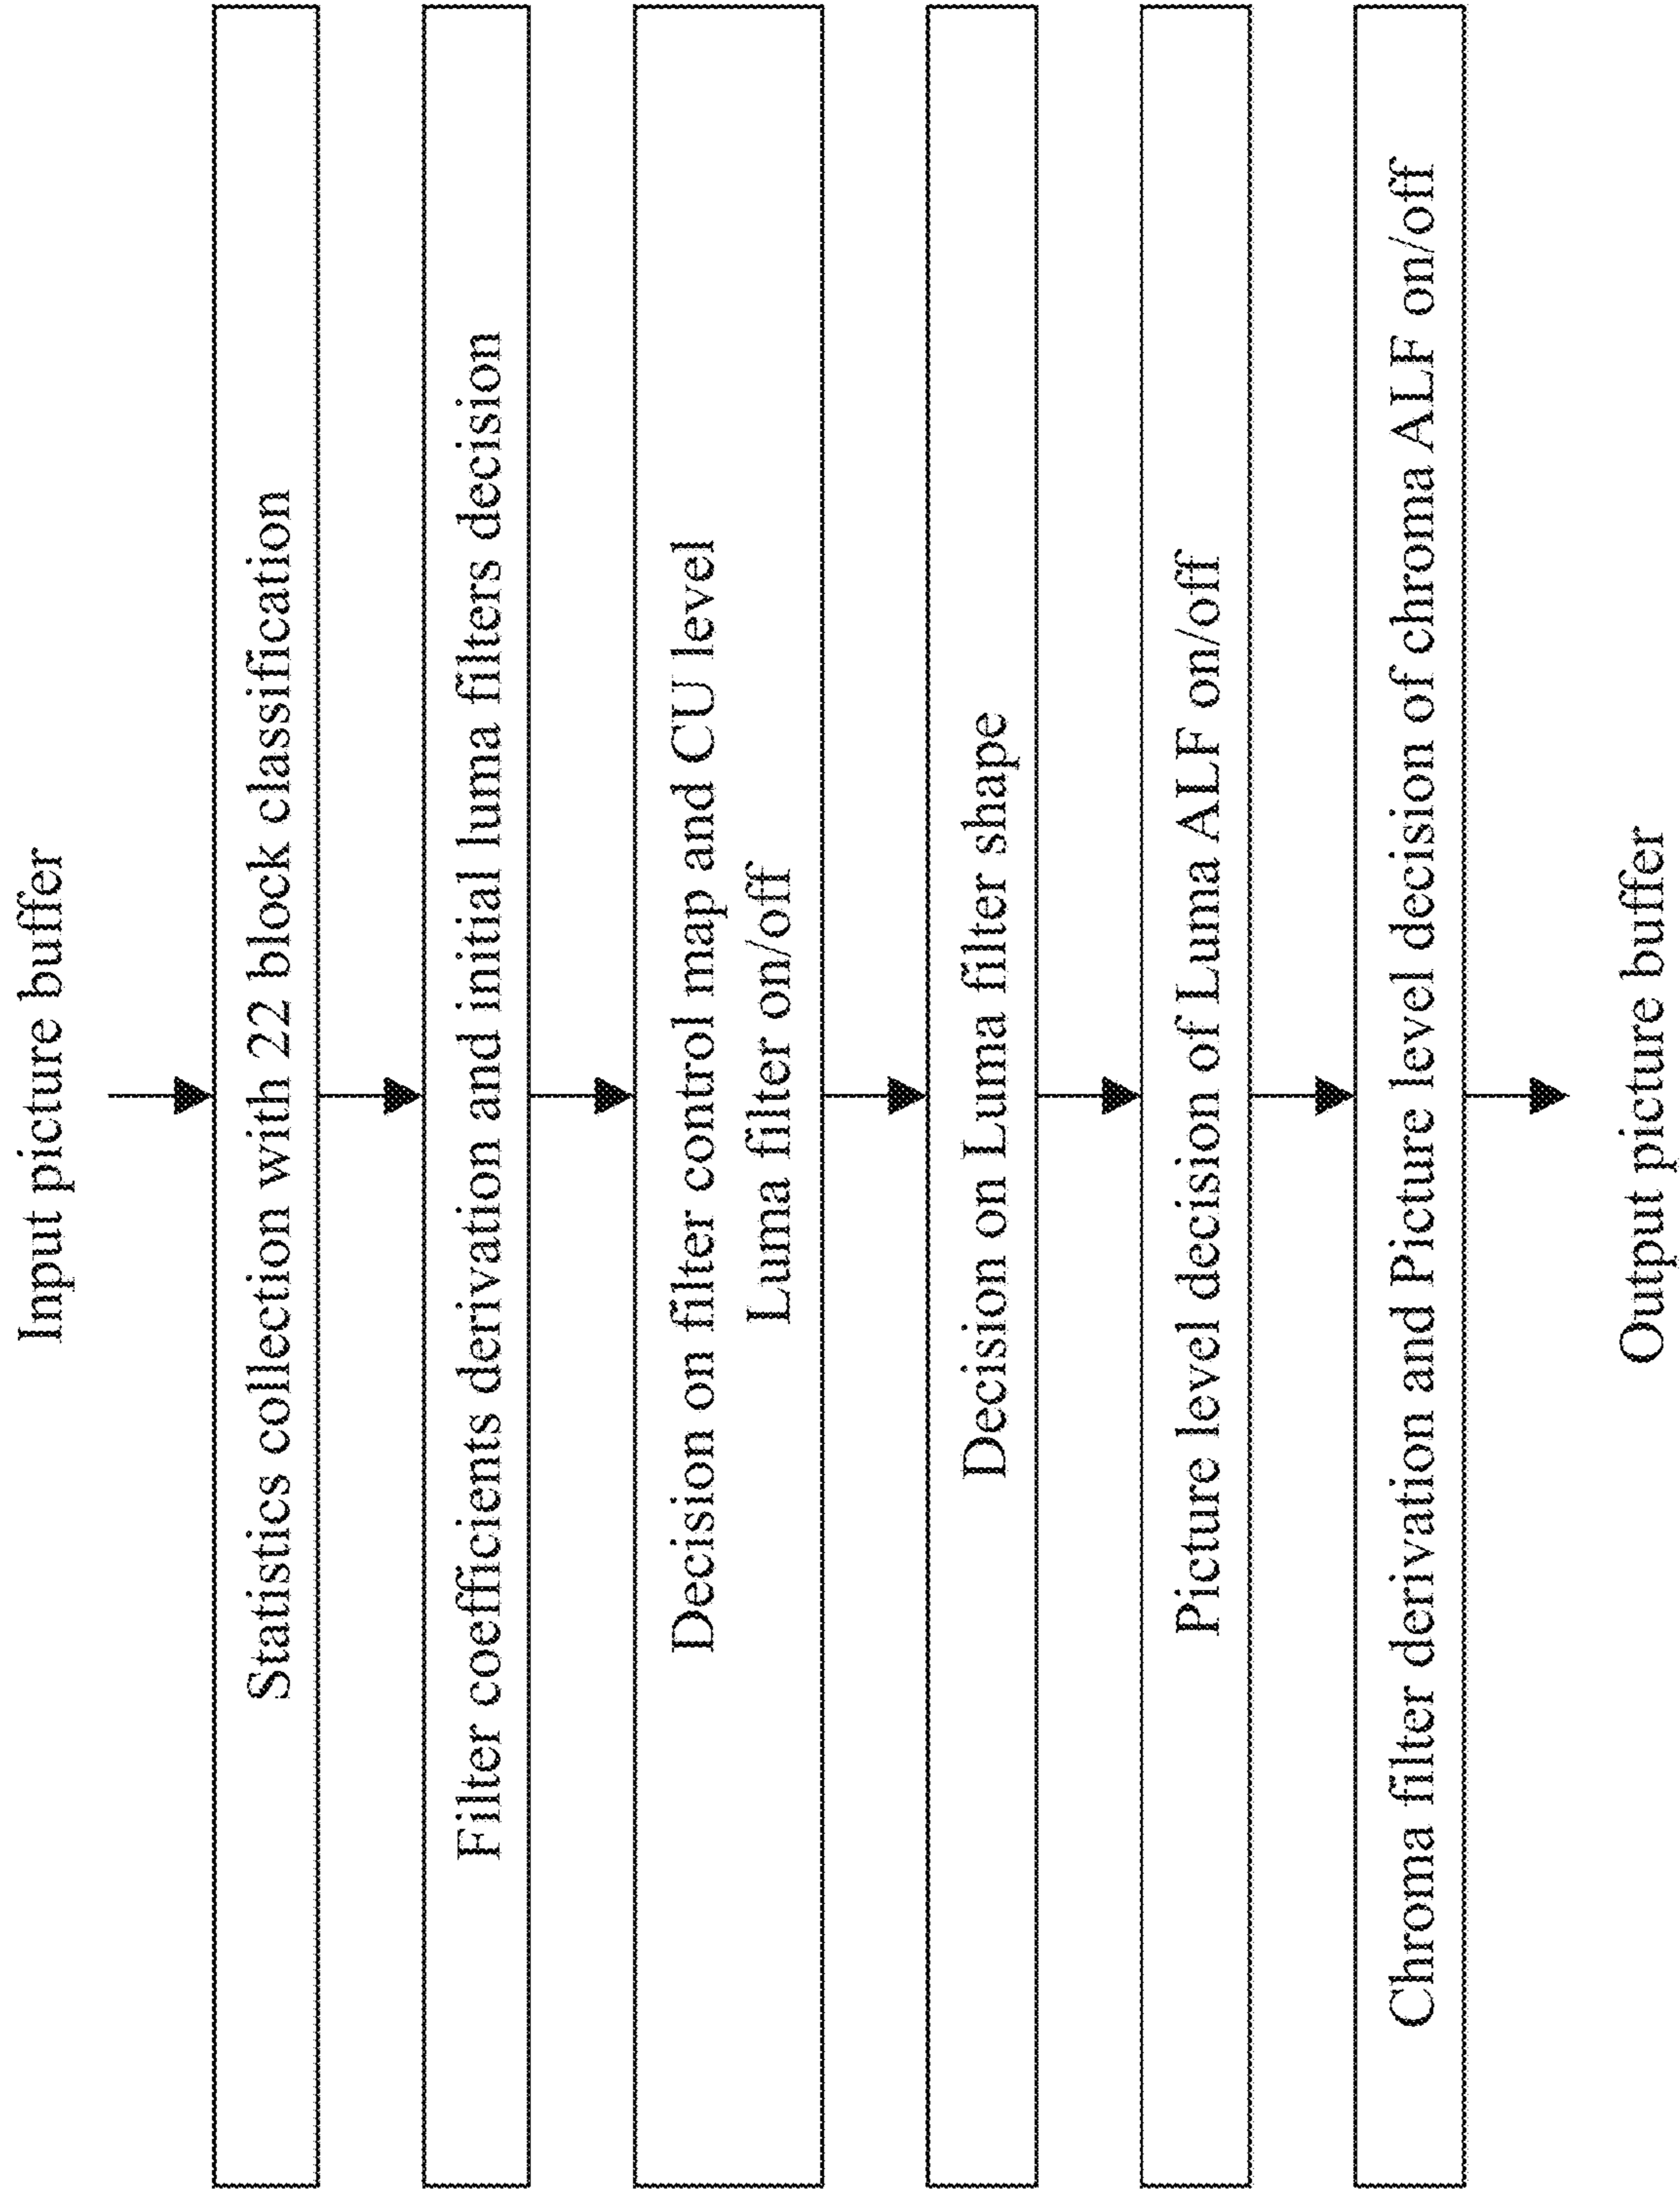 Input picture buffer
Statistics collection with 22 block classification
Filter coefficients derivation and initial luma filters decision
Decision on filter control map and CU level
Luma filter on/off
Decision on Luma filter shape
Picture level decision of Luma ALF on/off
Chroma filter derivation and Picture level decision of chroma ALF on/off
Output picture buffer